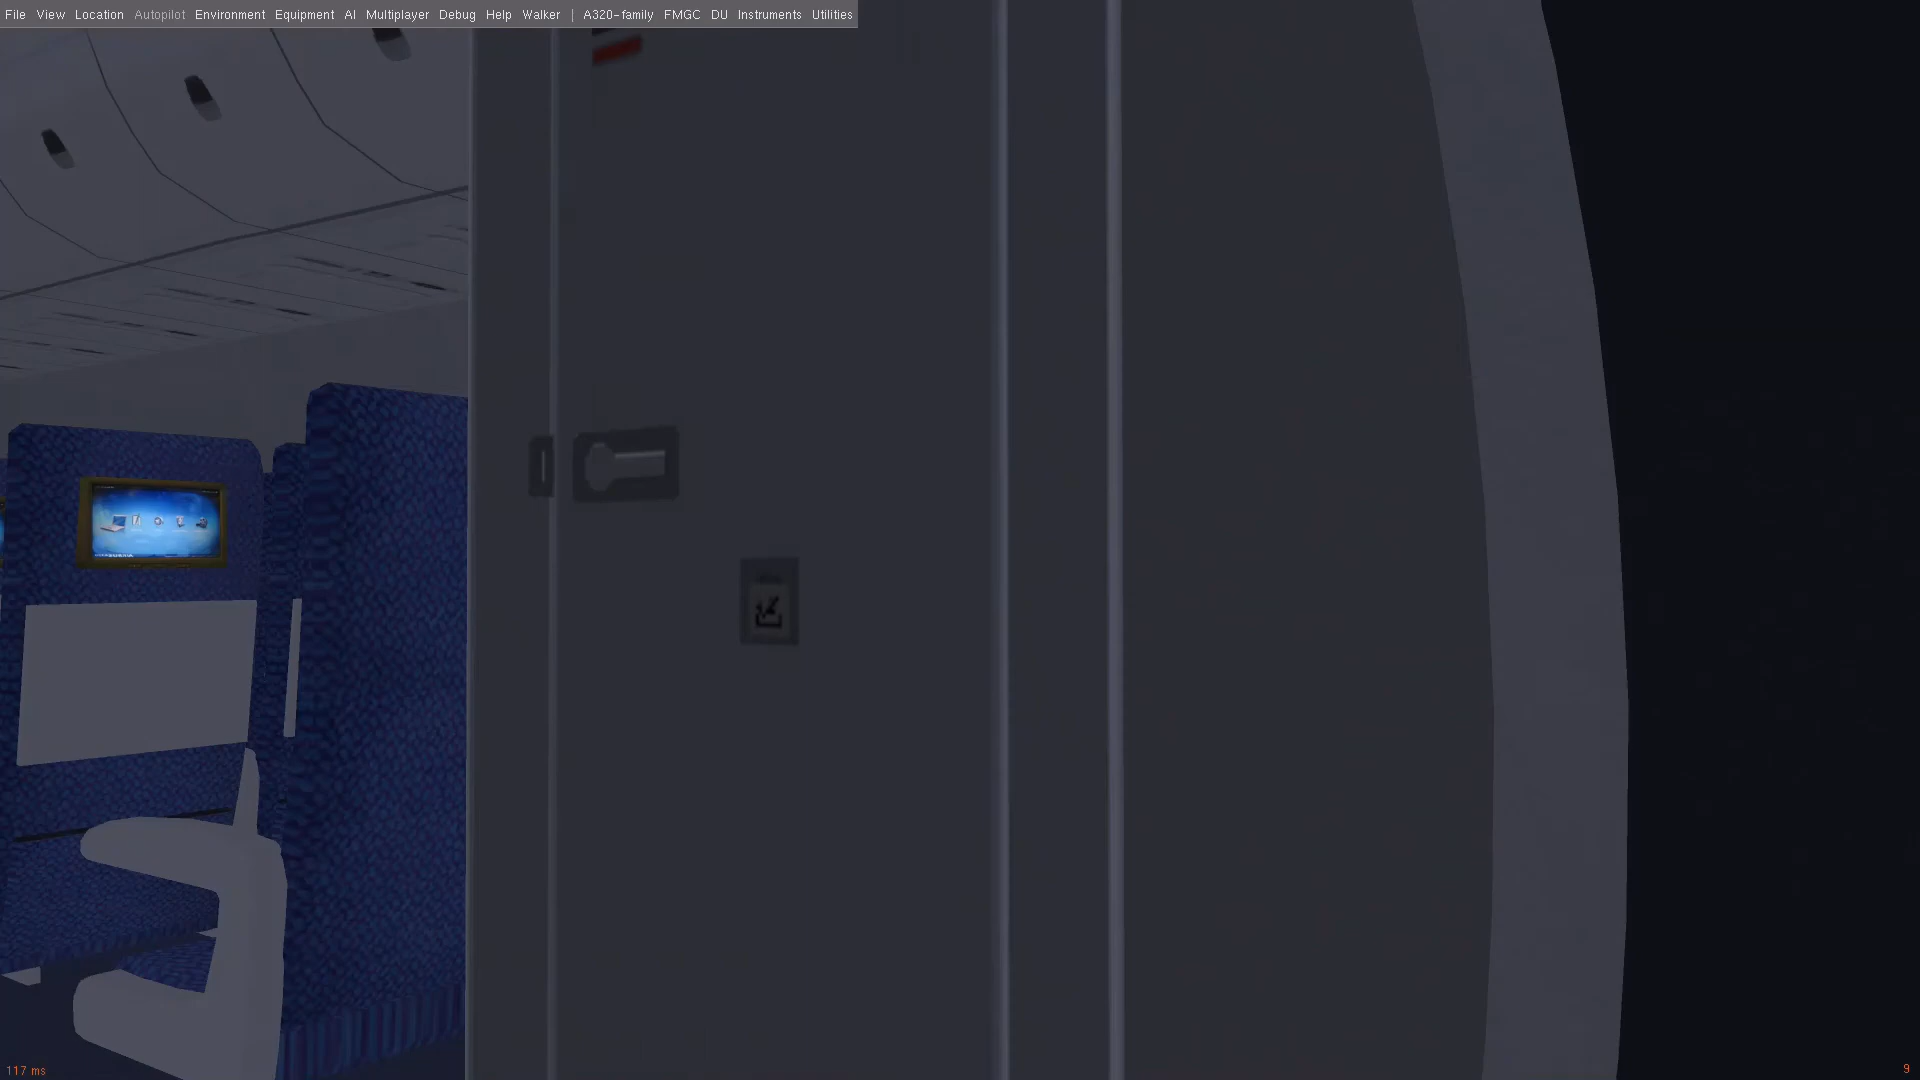 File View Location Autopilot Environment Equipment AI Multiplayer Debug Help Walker | A320-family FMGC DU Instruments Utilities
117 ms
9